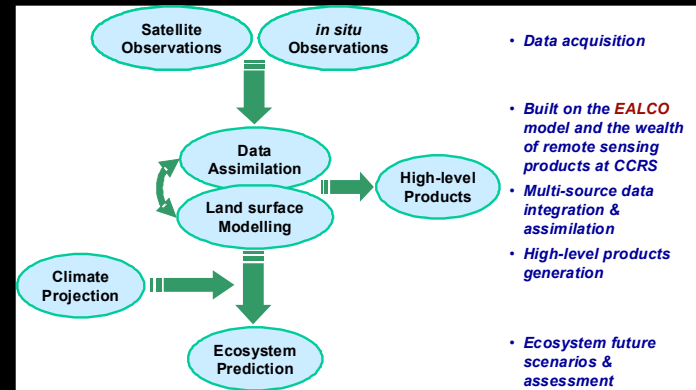 Satellite
Observations
in situ
Observations
Data
Assimilation
Land surface
Modelling
High-level
Products
Climate
Projection
Ecosystem
Prediction
• Data acquisition
• Built on the EALCO
model and the wealth
of remote sensing
products at CCRS
• Multi-source data
integration &
assimilation
• High-level products
generation
• Ecosystem future
scenarios &
assessment